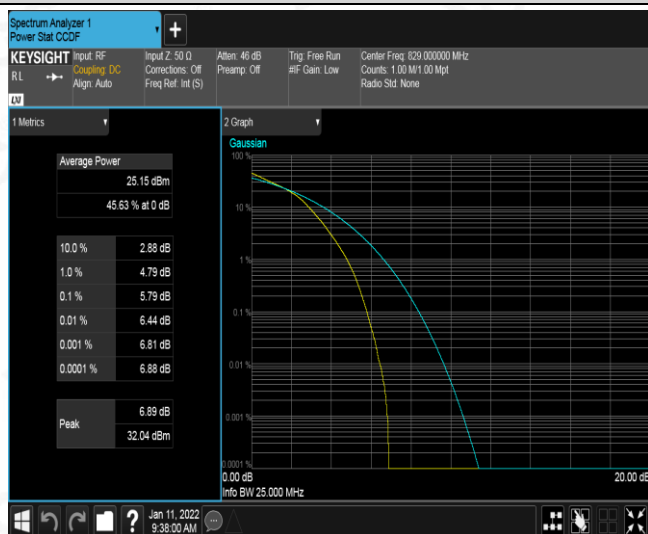 Spectrum Analyzer 1
Power Stat CCDF
KEYSIGHT
Input: RF
Coupling: DC
Align: Auto
Input Z: 50 Ω
Corrections: Off
Freq Ref: Int (S)
Atten: 46 dB
Preamp: Off
Trig: Free Run
#IF Gain: Low
Center Freq: 829.000000 MHz
Counts: 1.00 M/1.00 Mpt
Radio Std: None
RL
LXI
1 Metrics
Average Power
25.15 dBm
45.63 % at 0 dB
10.0 % 2.88 dB
1.0 % 4.79 dB
0.1 % 5.79 dB
0.01 % 6.44 dB
0.001 % 6.81 dB
0.0001 % 6.88 dB
Peak
6.89 dB
32.04 dBm
2 Graph
Gaussian
100 %
10 %
1 %
0.1 %
0.01 %
0.001 %
0.0001 %
0.00 dB
20.00 dB
Info BW 25.000 MHz
Jan 11, 2022
9:38:00 AM